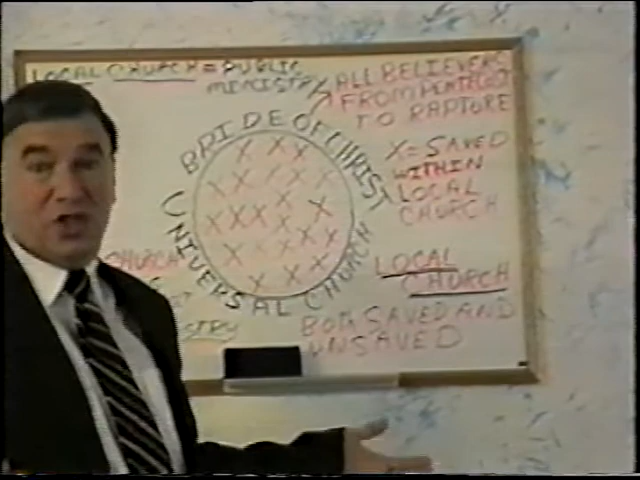 LOCAL CHURCH = PUBLIC
MINISTRY
ALL BELIEVERS
FROM PENTECOST
TO RAPTURE
BRIDE OF CHRIST
UNIVERSAL CHURCH
X X X
X X X X X
X X X X X
X X X X
X X
X = SAVED
WITHIN
LOCAL
CHURCH
LOCAL
CHURCH
BOTH SAVED AND
UNSAVED
CHURCH